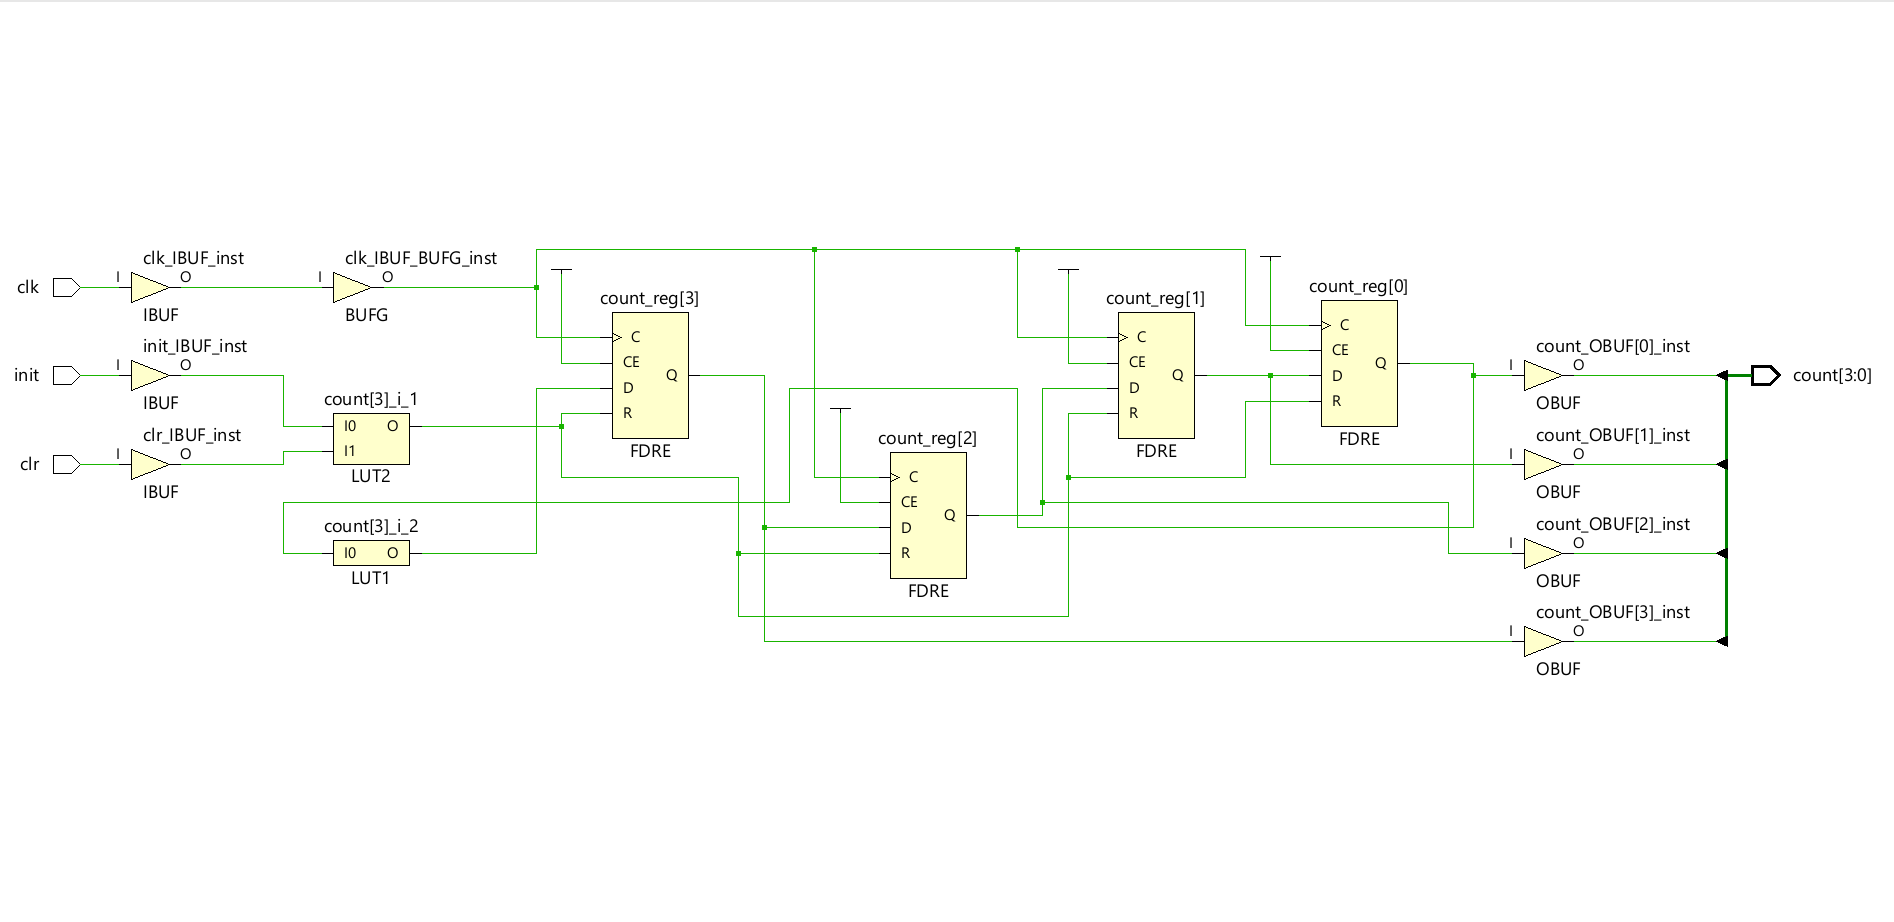 clk
I
clk_IBUF_inst
O
IBUF
I
clk_IBUF_BUFG_inst
O
BUFG
init
I
init_IBUF_inst
O
IBUF
clr
I
clr_IBUF_inst
O
IBUF
count[3]_i_1
I0 O
I1
LUT2
count[3]_i_2
I0 O
LUT1
count_reg[3]
C
CE
D
R
Q
FDRE
count_reg[2]
C
CE
D
R
Q
FDRE
count_reg[1]
C
CE
D
R
Q
FDRE
count_reg[0]
C
CE
D
R
Q
FDRE
count_OBUF[0]_inst
I O
OBUF
count_OBUF[1]_inst
I O
OBUF
count_OBUF[2]_inst
I O
OBUF
count_OBUF[3]_inst
I O
OBUF
count[3:0]